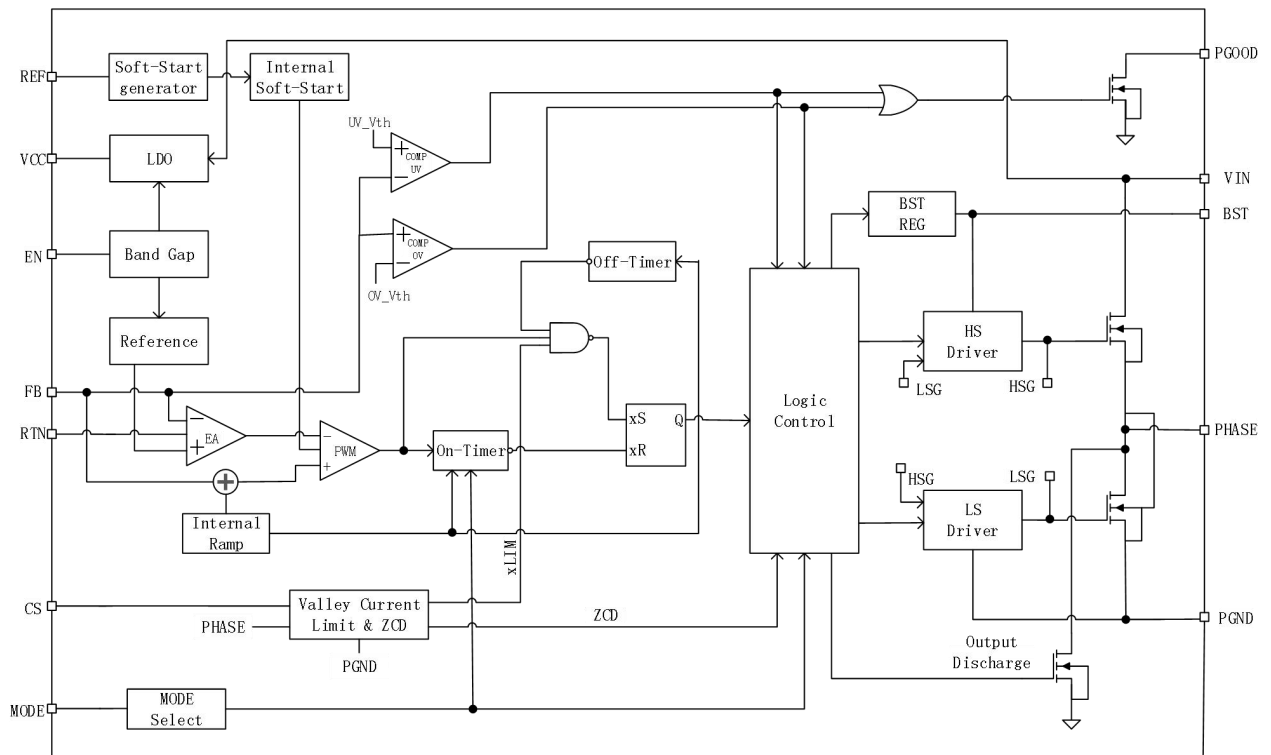 REF
Soft-Start
generator
Internal
Soft-Start
PGOOD
UV_Vth
+
COMP
UV
−
VCC
LDO
VIN
BST
REG
BST
EN
Band Gap
+
COMP
OV
−
OV_Vth
Off-Timer
Reference
HS
Driver
LSG
HSG
FB
RTN
−
EA
+
-
PWM
+
On-Timer
xS
Q
xR
Logic
Control
PHASE
+
Internal
Ramp
HSG
LSG
LS
Driver
xLIM
CS
Valley Current
Limit & ZCD
PHASE
PGND
ZCD
PGND
Output
Discharge
MODE
MODE
Select